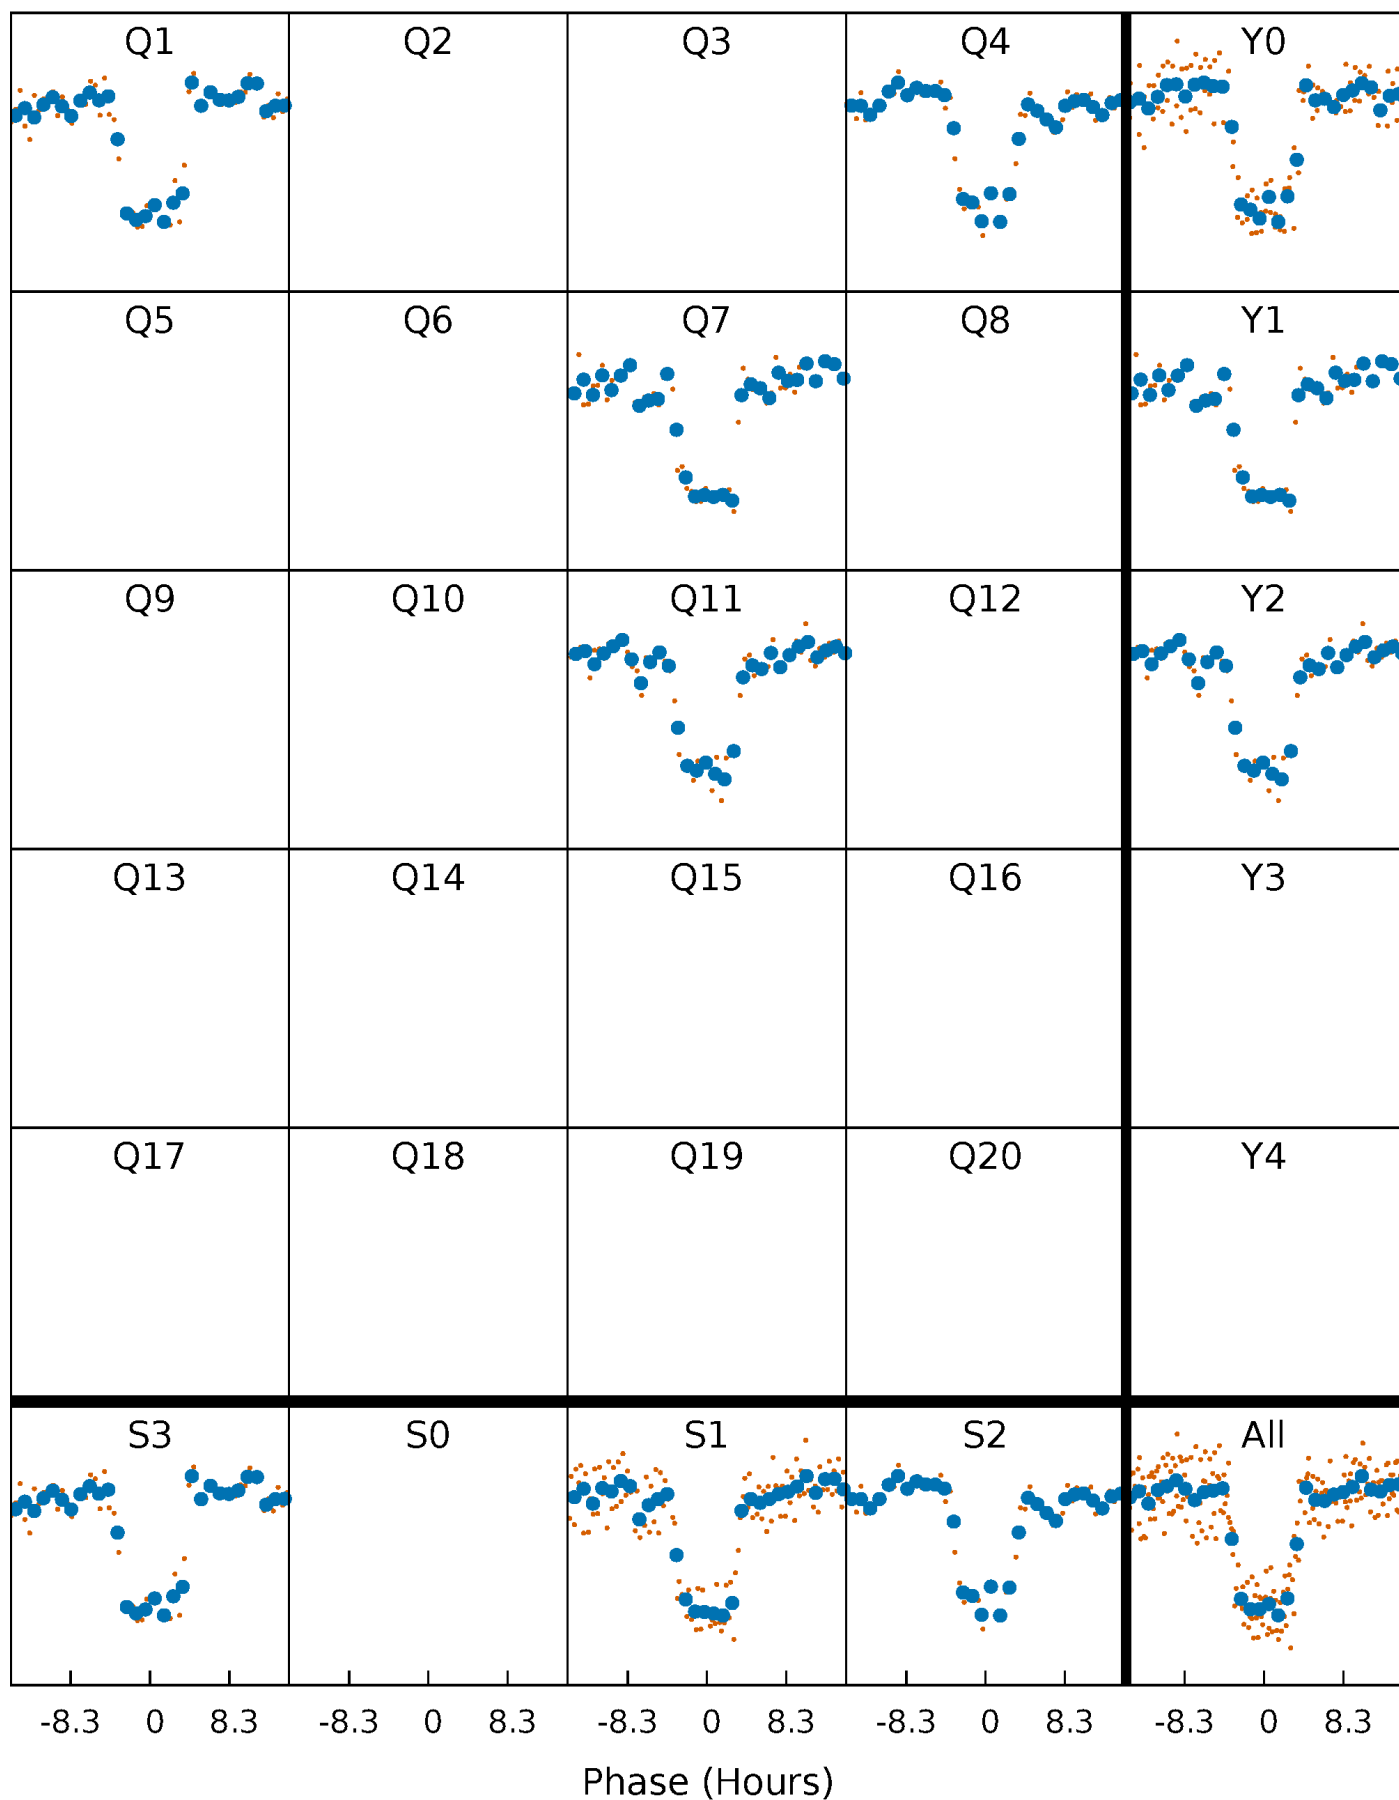 Q1 Q2 Q3 Q4 Y0
Q5 Q6 Q7 Q8 Y1
Q9 Q10 Q11 Q12 Y2
Q13 Q14 Q15 Q16 Y3
Q17 Q18 Q19 Q20 Y4
S3 S0 S1 S2 All
-8.3 0 8.3 -8.3 0 8.3 -8.3 0 8.3 -8.3 0 8.3 -8.3 0 8.3
Phase (Hours)